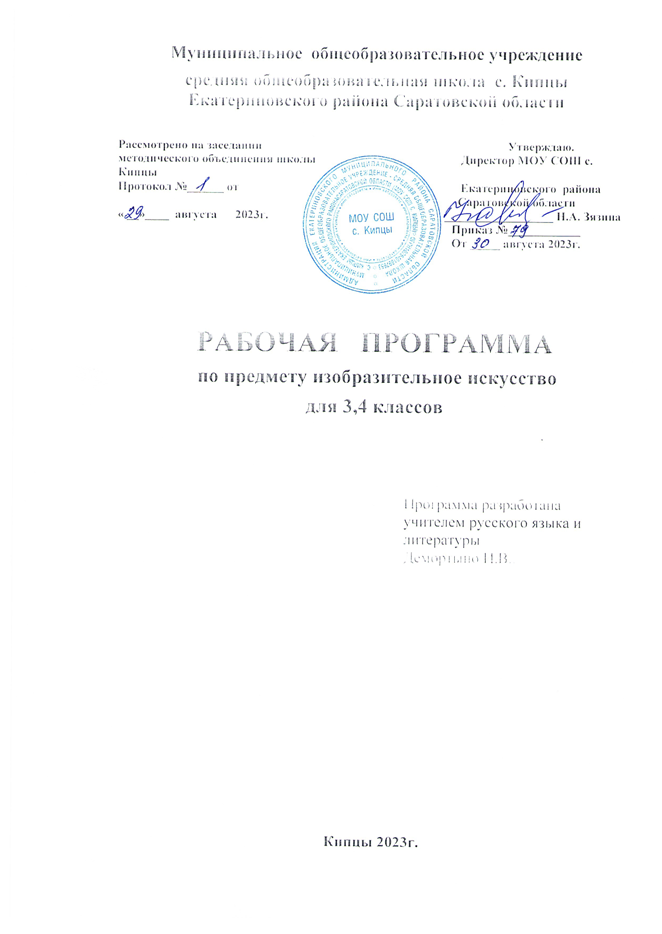 Муниципальное общеобразовательное учреждение
средняя общеобразовательная школа с. Кипцы
Екатериновского района Саратовской области
Рассмотрено на заседании
методического объединения школы
Кипцы
Протокол № 1 от
«29» августа 2023г.
Утверждаю.
Директор МОУ СОШ с.
Екатериновского района
Саратовской области
Н.А. Зязина
Приказ № 79
От 30 августа 2023г.
МОУ СОШ
с. Кипцы
РАБОЧАЯ ПРОГРАММА
по предмету изобразительное искусство
для 3,4 классов
Программа разработана
учителем русского языка и
литературы
Кипцы 2023г.